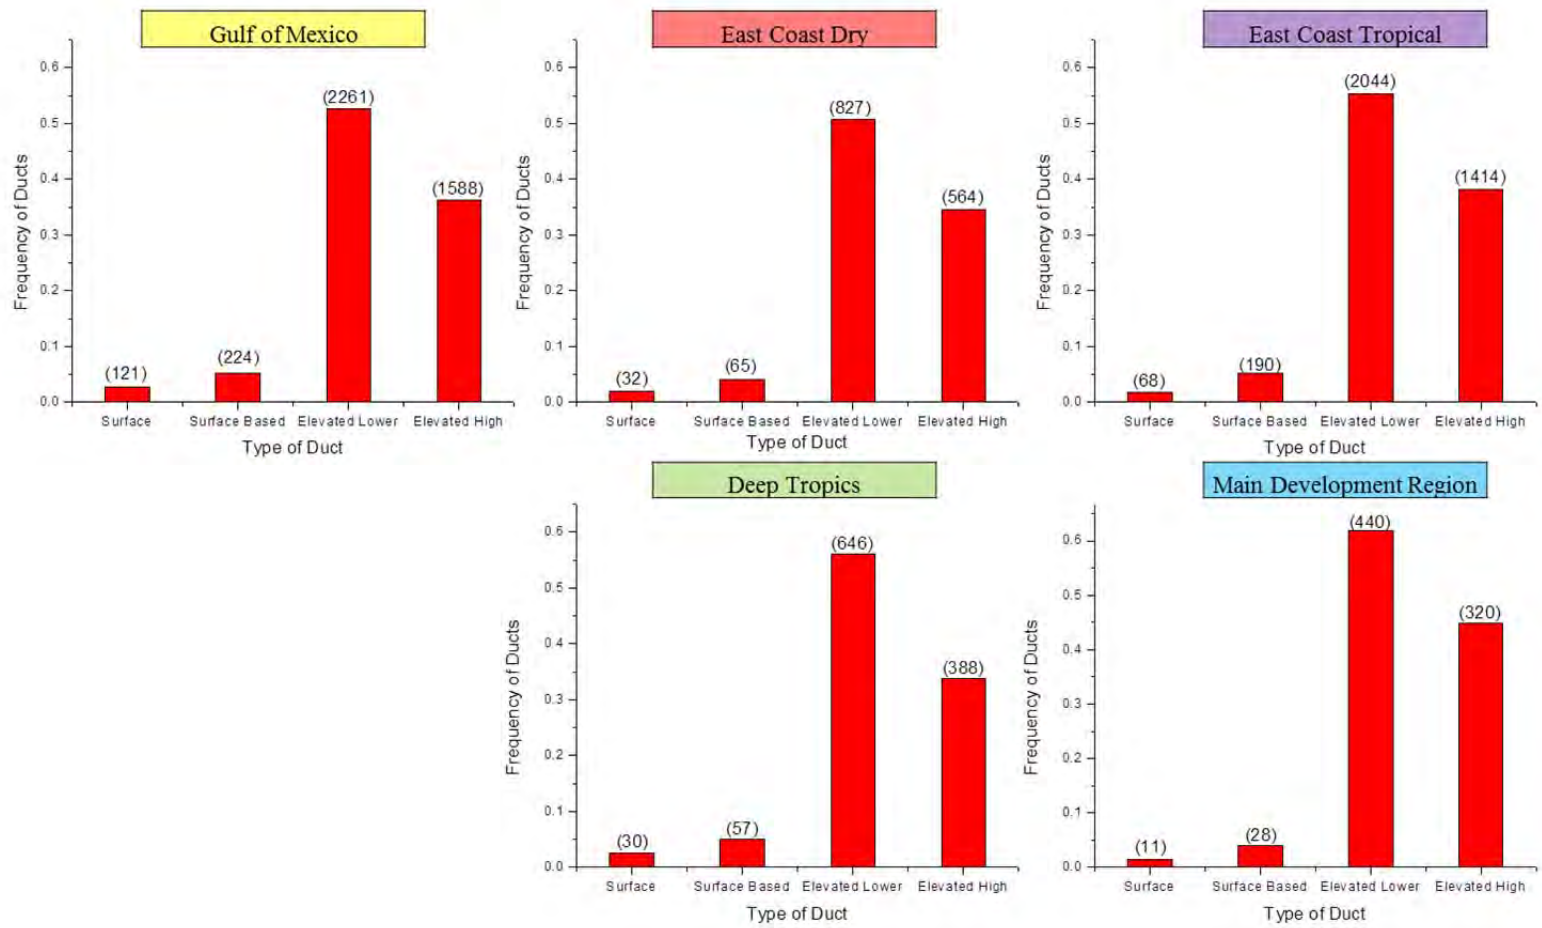 Gulf of Mexico
0.6
0.5
0.4
0.3
0.2
0.1
0.0
Frequency of Ducts
(121)
(224)
(2261)
(1588)
Surface Surface Based Elevated Lower Elevated High
Type of Duct
East Coast Dry
0.6
0.5
0.4
0.3
0.2
0.1
0.0
Frequency of Ducts
(32)
(65)
(827)
(564)
Surface Surface Based Elevated Lower Elevated High
Type of Duct
East Coast Tropical
0.6
0.5
0.4
0.3
0.2
0.1
0.0
Frequency of Ducts
(68)
(190)
(2044)
(1414)
Surface Surface Based Elevated Lower Elevated High
Type of Duct
Deep Tropics
0.6
0.5
0.4
0.3
0.2
0.1
0.0
Frequency of Ducts
(30)
(57)
(646)
(388)
Surface Surface Based Elevated Lower Elevated High
Type of Duct
Main Development Region
0.6
0.5
0.4
0.3
0.2
0.1
0.0
Frequency of Ducts
(11)
(28)
(440)
(320)
Surface Surface Based Elevated Lower Elevated High
Type of Duct